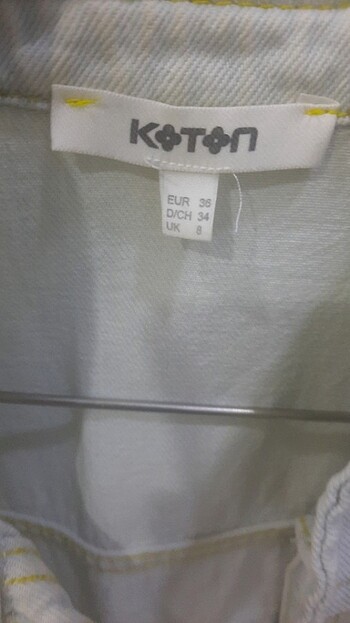 KOTON
EUR 36
D/CH 34
UK 8